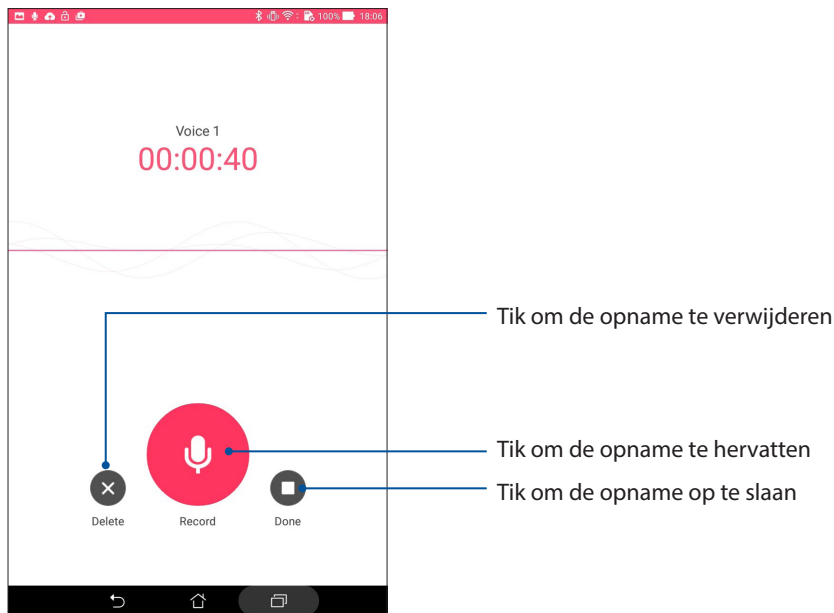 100% 18:06
Voice 1
00:00:40
Tik om de opname te verwijderen
Tik om de opname te hervatten
Tik om de opname op te slaan
Delete Record Done